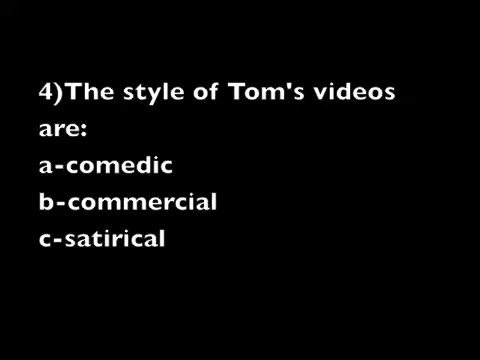 4)The style of Tom's videos
are:
a-comedic
b-commercial
c-satirical